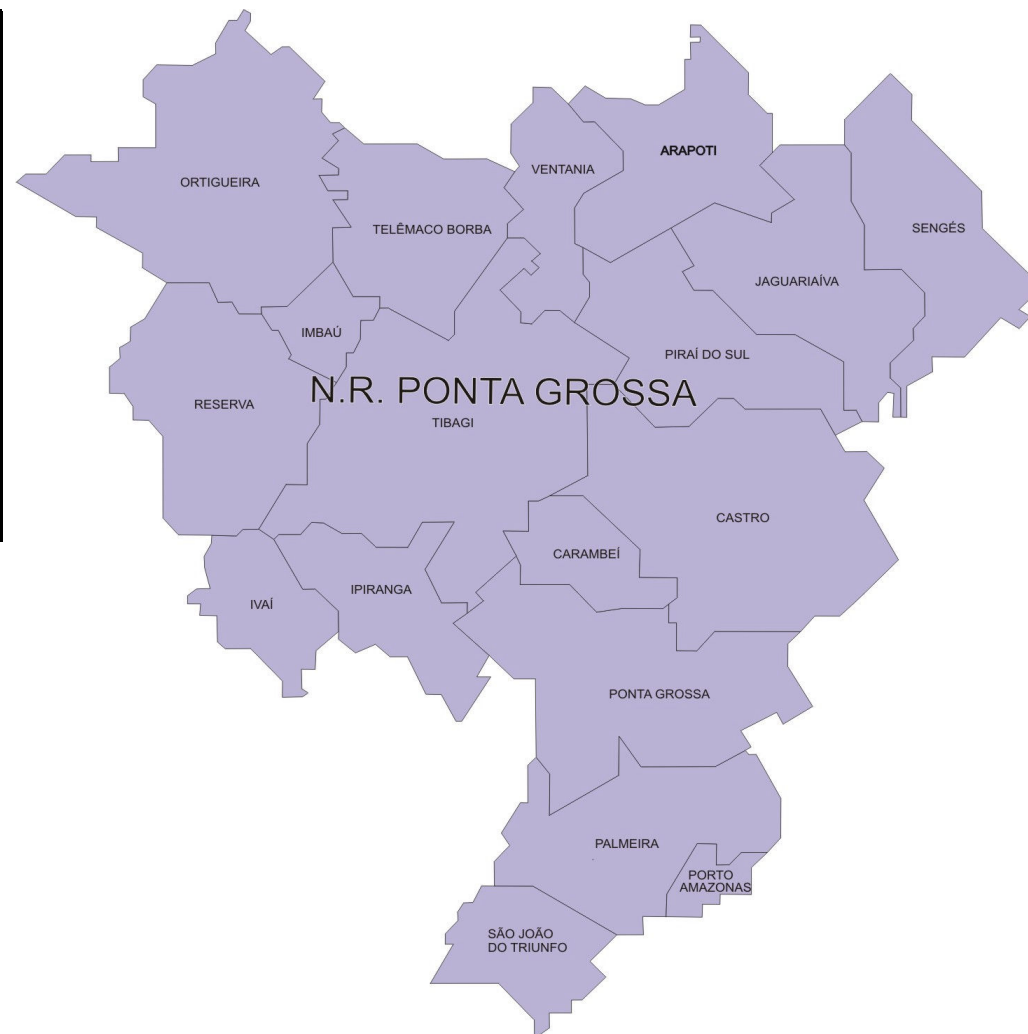 ARAPOTI
VENTANIA
ORTIGUEIRA
TELÊMACO BORBA
SENGÉS
JAGUARIAÍVA
IMBAÚ
PIRAÍ DO SUL
N.R. PONTA GROSSA
RESERVA
TIBAGI
CASTRO
CARAMBEÍ
IPIRANGA
IVAÍ
PONTA GROSSA
PALMEIRA
PORTO
AMAZONAS
SÃO JOÃO
DO TRIUNFO